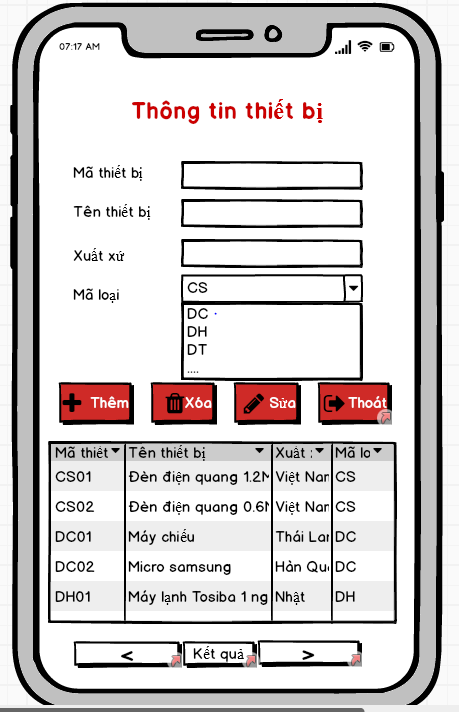 07:17 AM
Thông tin thiết bị
Mã thiết bị
Tên thiết bị
Xuất xứ
Mã loại
CS
DC
DH
DT
....
Thêm
Xóa
Sửa
Thoát
Mã thiết Tên thiết bị Xuất : Mã lo
CS01 Đèn điện quang 1.2M Việt Nam CS
CS02 Đèn điện quang 0.6M Việt Nam CS
DC01 Máy chiếu Thái Lan DC
DC02 Micro samsung Hàn Qu DC
DH01 Máy lạnh Tosiba 1 ng Nhật DH
< Kết quả >